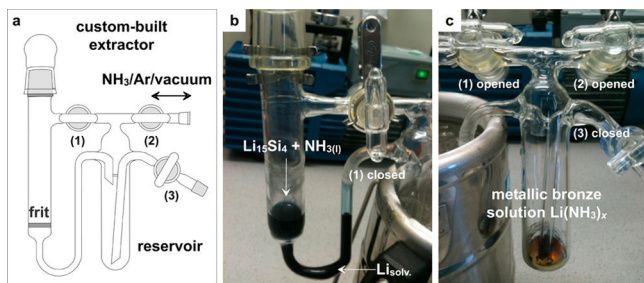 a
custom-built
extractor
NH3/Ar/vacuum
(1)
(2)
(3)
frit
reservoir
b
Li15Si4 + NH3(l)
(1) closed
Lisolv.
c
(1) opened
(2) opened
(3) closed
metallic bronze
solution Li(NH3)x